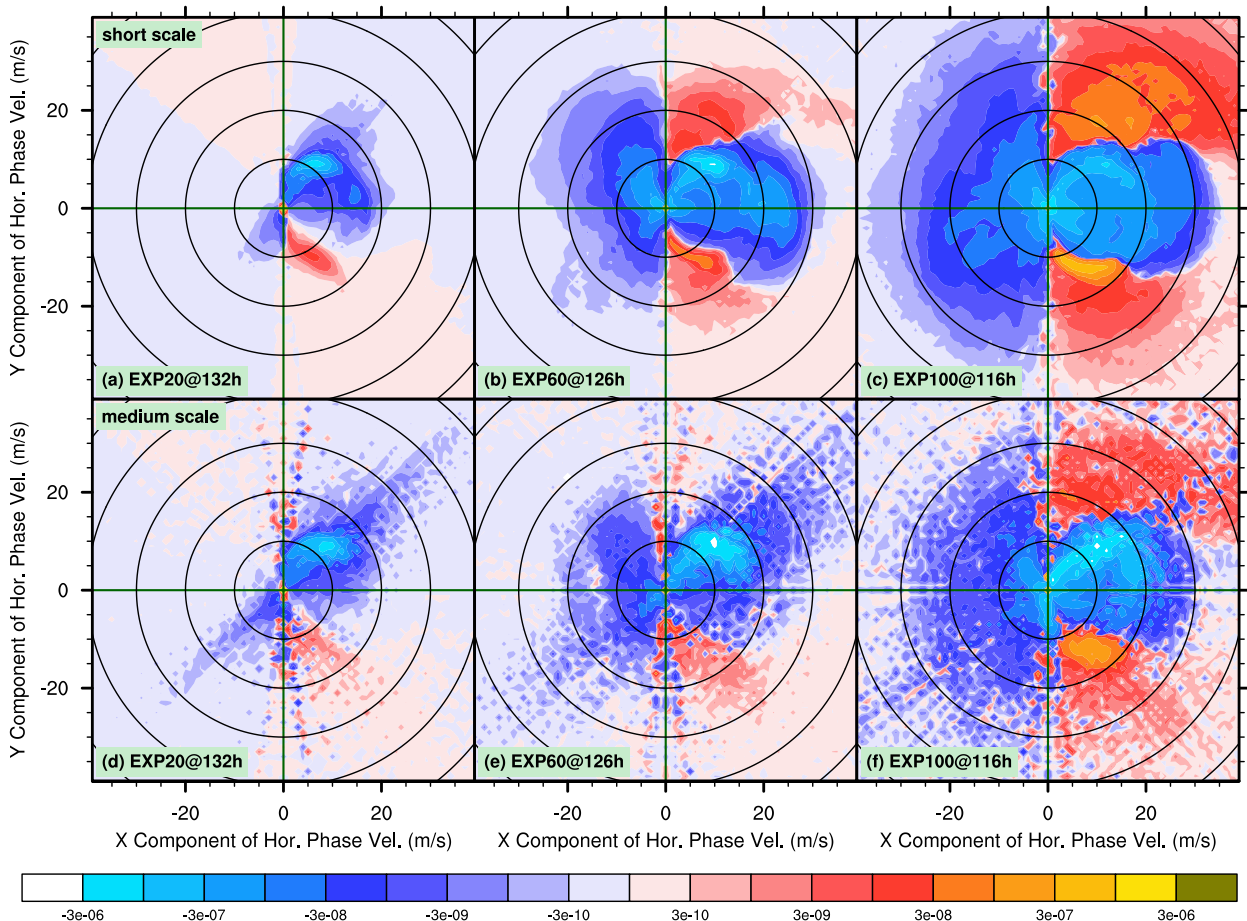 short scale
Y Component of Hor. Phase Vel. (m/s)
20
0
-20
(a) EXP20@132h
(b) EXP60@126h
(c) EXP100@116h
medium scale
Y Component of Hor. Phase Vel. (m/s)
20
0
-20
(d) EXP20@132h
(e) EXP60@126h
(f) EXP100@116h
-20 0 20 -20 0 20 -20 0 20
X Component of Hor. Phase Vel. (m/s) X Component of Hor. Phase Vel. (m/s) X Component of Hor. Phase Vel. (m/s)
-3e-06 -3e-07 -3e-08 -3e-09 -3e-10 3e-10 3e-09 3e-08 3e-07 3e-06